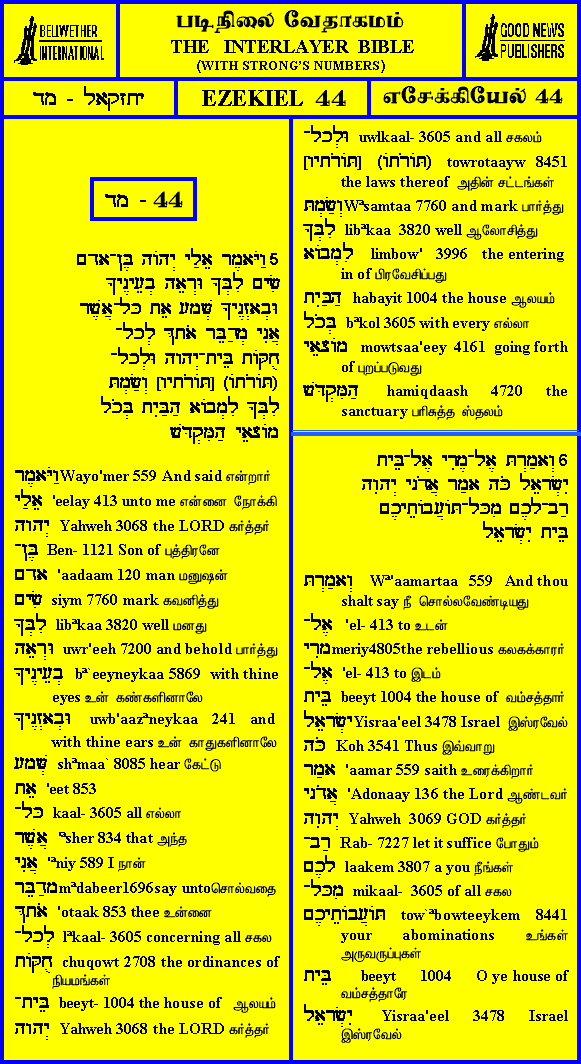 BELLWETHER
INTERNATIONAL
படிநிலை வேதாகமம்
THE INTERLAYER BIBLE
(WITH STRONG'S NUMBERS)
GOOD NEWS
PUBLISHERS
יחזקאל - מד
EZEKIEL 44
எசேக்கியேல் 44
מד - 44
5 וַיֹּאמֶר אֵלַי יְהוָֹה בֶּן־אָדָם
שִׂים לִבְּךָ וּרְאֵה בְעֵינֶיךָ
וּבְאָזְנֶיךָ שְּׁמָע אֵת כָּל־אֲשֶׁר
אֲנִי מְדַבֵּר אֹתָךְ לְכָל־
חֻקּוֹת בֵּית־יְהוָה וּלְכָל־
(תּוֹרֹתוֹ) [תּוֹרֹתָיו] וְשַׂמְתָּ
לִבְּךָ לִמְבוֹא הַבַּיִת בְּכֹל
מוֹצָאֵי הַמִּקְדָּשׁ
וַיֹּאמֶר Wayo'mer 559 And said என்றார்
אֵלַי 'eelay 413 unto me என்னை நோக்கி
יְהוָֹה Yahweh 3068 the LORD கர்த்தர்
בֶּן־ Ben- 1121 Son of புத்திரனே
אָדָם 'aadaam 120 man மனுஷன்
שִׂים siym 7760 mark கவனித்து
לִבְּךָ libªkaa 3820 well மனது
וּרְאֵה uwr'eeh 7200 and behold பார்த்து
בְעֵינֶיךָ bª`eeyneykaa 5869 with thine
eyes உன் கண்களினாலே
וּבְאָזְנֶיךָ uwb'aazªneykaa 241 and
with thine ears உன் காதுகளினாலே
שְּׁמָע shªmaa` 8085 hear கேட்டு
אֵת 'eet 853
כָּל־ kaal- 3605 all எல்லா
אֲשֶׁר 'ªsher 834 that அந்த
אֲנִי 'ªniy 589 I நான்
מְדַבֵּר mªdabeer1696say untoசொல்வதை
אֹתָךְ 'otaak 853 thee உன்னை
לְכָל־ lªkaal- 3605 concerning all சகல
חֻקּוֹת chuqowt 2708 the ordinances of
நியமங்கள்
בֵּית־ beeyt- 1004 the house of ஆலயம்
יְהוָה Yahweh 3068 the LORD கர்த்தர்
וּלְכָל־ uwlkaal- 3605 and all சகலம்
[תּוֹרֹתָיו] (תּוֹרֹתוֹ) towrotaayw 8451
the laws thereof அதின் சட்டங்கள்
וְשַׂמְתָּ Wªsamtaa 7760 and mark பார்த்து
לִבְּךָ libªkaa 3820 well ஆலோசித்து
לִמְבוֹא limbow' 3996 the entering
in of பிரவேசிப்பது
הַבַּיִת habayit 1004 the house ஆலயம்
בְּכֹל bªkol 3605 with every எல்லா
מוֹצָאֵי mowtsaa'eey 4161 going forth
of புறப்படுவது
הַמִּקְדָּשׁ hamiqdaash 4720 the
sanctuary பரிசுத்த ஸ்தலம்
6 וְאָמַרְתָּ אֶל־מֶרִי אֶל־בֵּית
יִשְׂרָאֵל כֹּה אָמַר אֲדֹנָי יְהוִה
רַב־לָכֶם מִכָּל־תּוֹעֲבוֹתֵיכֶם
בֵּית יִשְׂרָאֵל
וְאָמַרְתָּ Wª'aamartaa 559 And thou
shalt say நீ சொல்லவேண்டியது
אֶל־ 'el- 413 to உடன்
מֶרִי meriy4805the rebellious கலகக்காரர்
אֶל־ 'el- 413 to இடம்
בֵּית beeyt 1004 the house of வம்சத்தார்
יִשְׂרָאֵל Yisraa'eel 3478 Israel இஸ்ரவேல்
כֹּה Koh 3541 Thus இவ்வாறு
אָמַר 'aamar 559 saith உரைக்கிறார்
אֲדֹנָי 'Adonaay 136 the Lord ஆண்டவர்
יְהוִה Yahweh 3069 GOD கர்த்தர்
רַב־ Rab- 7227 let it suffice போதும்
לָכֶם laakem 3807 a you நீங்கள்
מִכָּל־ mikaal- 3605 of all சகல
תּוֹעֲבוֹתֵיכֶם tow`ªbowteeykem 8441
your abominations உங்கள்
அருவருப்புகள்
בֵּית beeyt 1004 O ye house of
வம்சத்தாரே
יִשְׂרָאֵל Yisraa'eel 3478 Israel
இஸ்ரவேல்